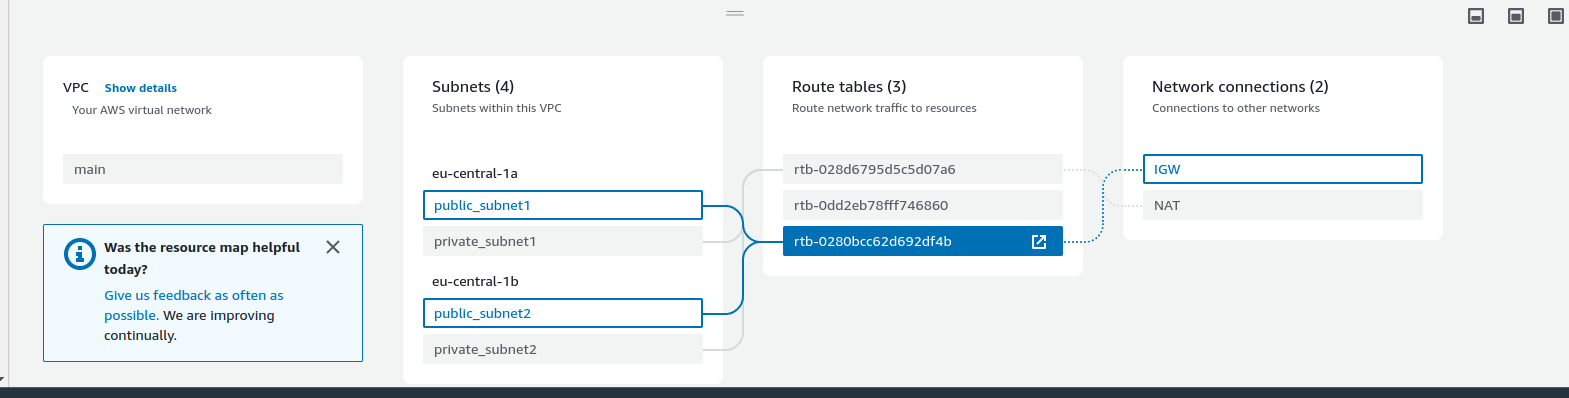 VPC Show details
Your AWS virtual network
main
Was the resource map helpful
today?
Give us feedback as often as
possible. We are improving
continually.
Subnets (4)
Subnets within this VPC
eu-central-1a
public_subnet1
private_subnet1
eu-central-1b
public_subnet2
private_subnet2
Route tables (3)
Route network traffic to resources
rtb-028d6795d5c5d07a6
rtb-0dd2eb78fff746860
rtb-0280bcc62d692df4b
Network connections (2)
Connections to other networks
IGW
NAT